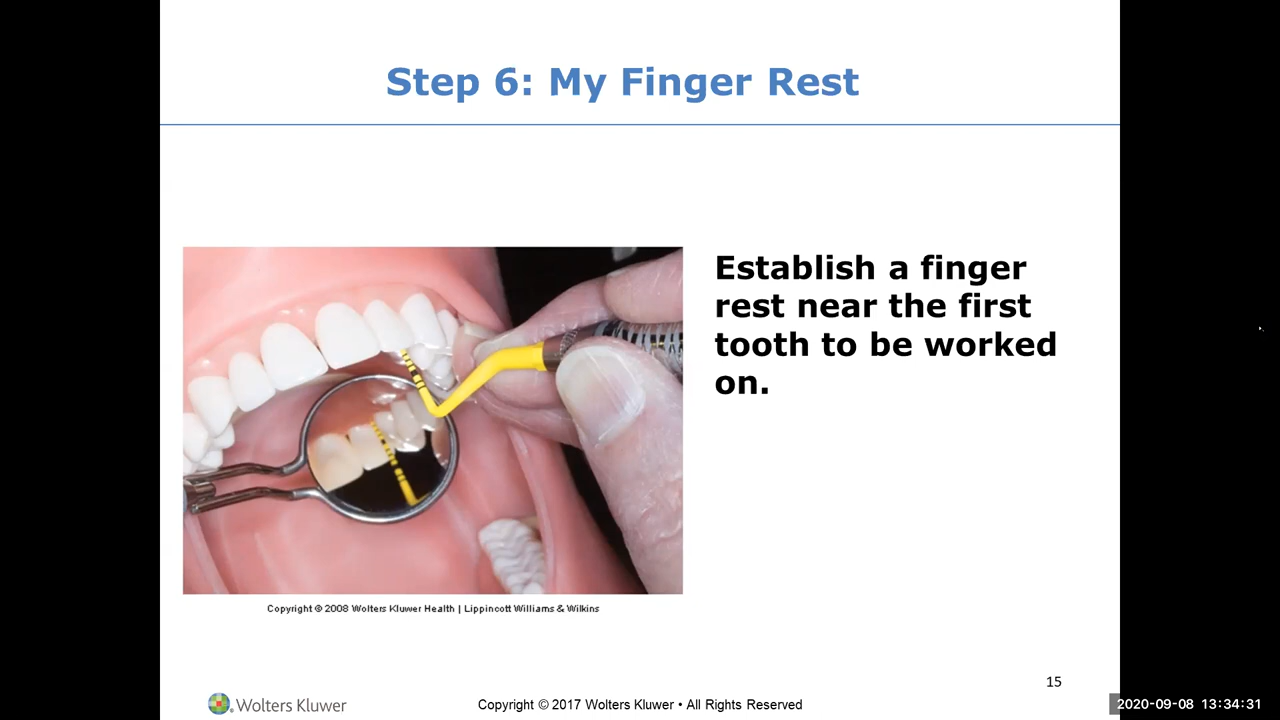 Step 6: My Finger Rest
Establish a finger
rest near the first
tooth to be worked
on.
Copyright © 2008 Wolters Kluwer Health | Lippincott Williams & Wilkins
15
Wolters Kluwer
Copyright © 2017 Wolters Kluwer • All Rights Reserved
2020-09-08 13:34:31